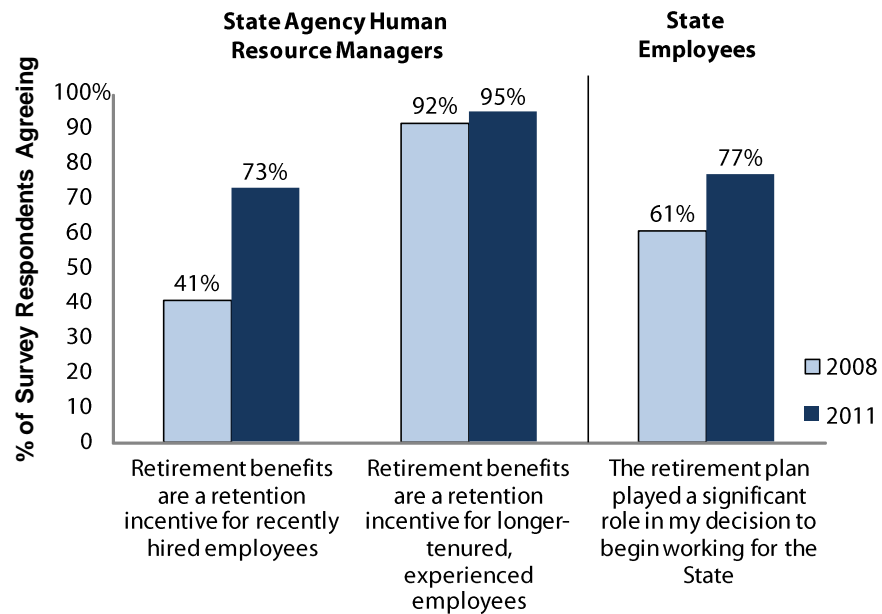 State Agency Human
Resource Managers
State
Employees
% of Survey Respondents Agreeing
100%
90
80
70
60
50
40
30
20
10
0
41%
73%
92%
95%
61%
77%
2008
2011
Retirement benefits
are a retention
incentive for recently
hired employees
Retirement benefits
are a retention
incentive for longer-
tenured,
experienced
employees
The retirement plan
played a significant
role in my decision to
begin working for the
State